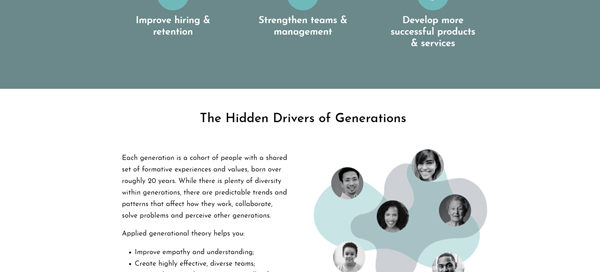 Improve hiring &
retention
Strengthen teams &
management
Develop more
successful products
& services
The Hidden Drivers of Generations
Each generation is a cohort of people with a shared
set of formative experiences and values, born over
roughly 20 years. While there is plenty of diversity
within generations, there are predictable trends and
patterns that affect how they work, collaborate,
solve problems and perceive other generations.
Applied generational theory helps you:
• Improve empathy and understanding;
• Create highly effective, diverse teams;